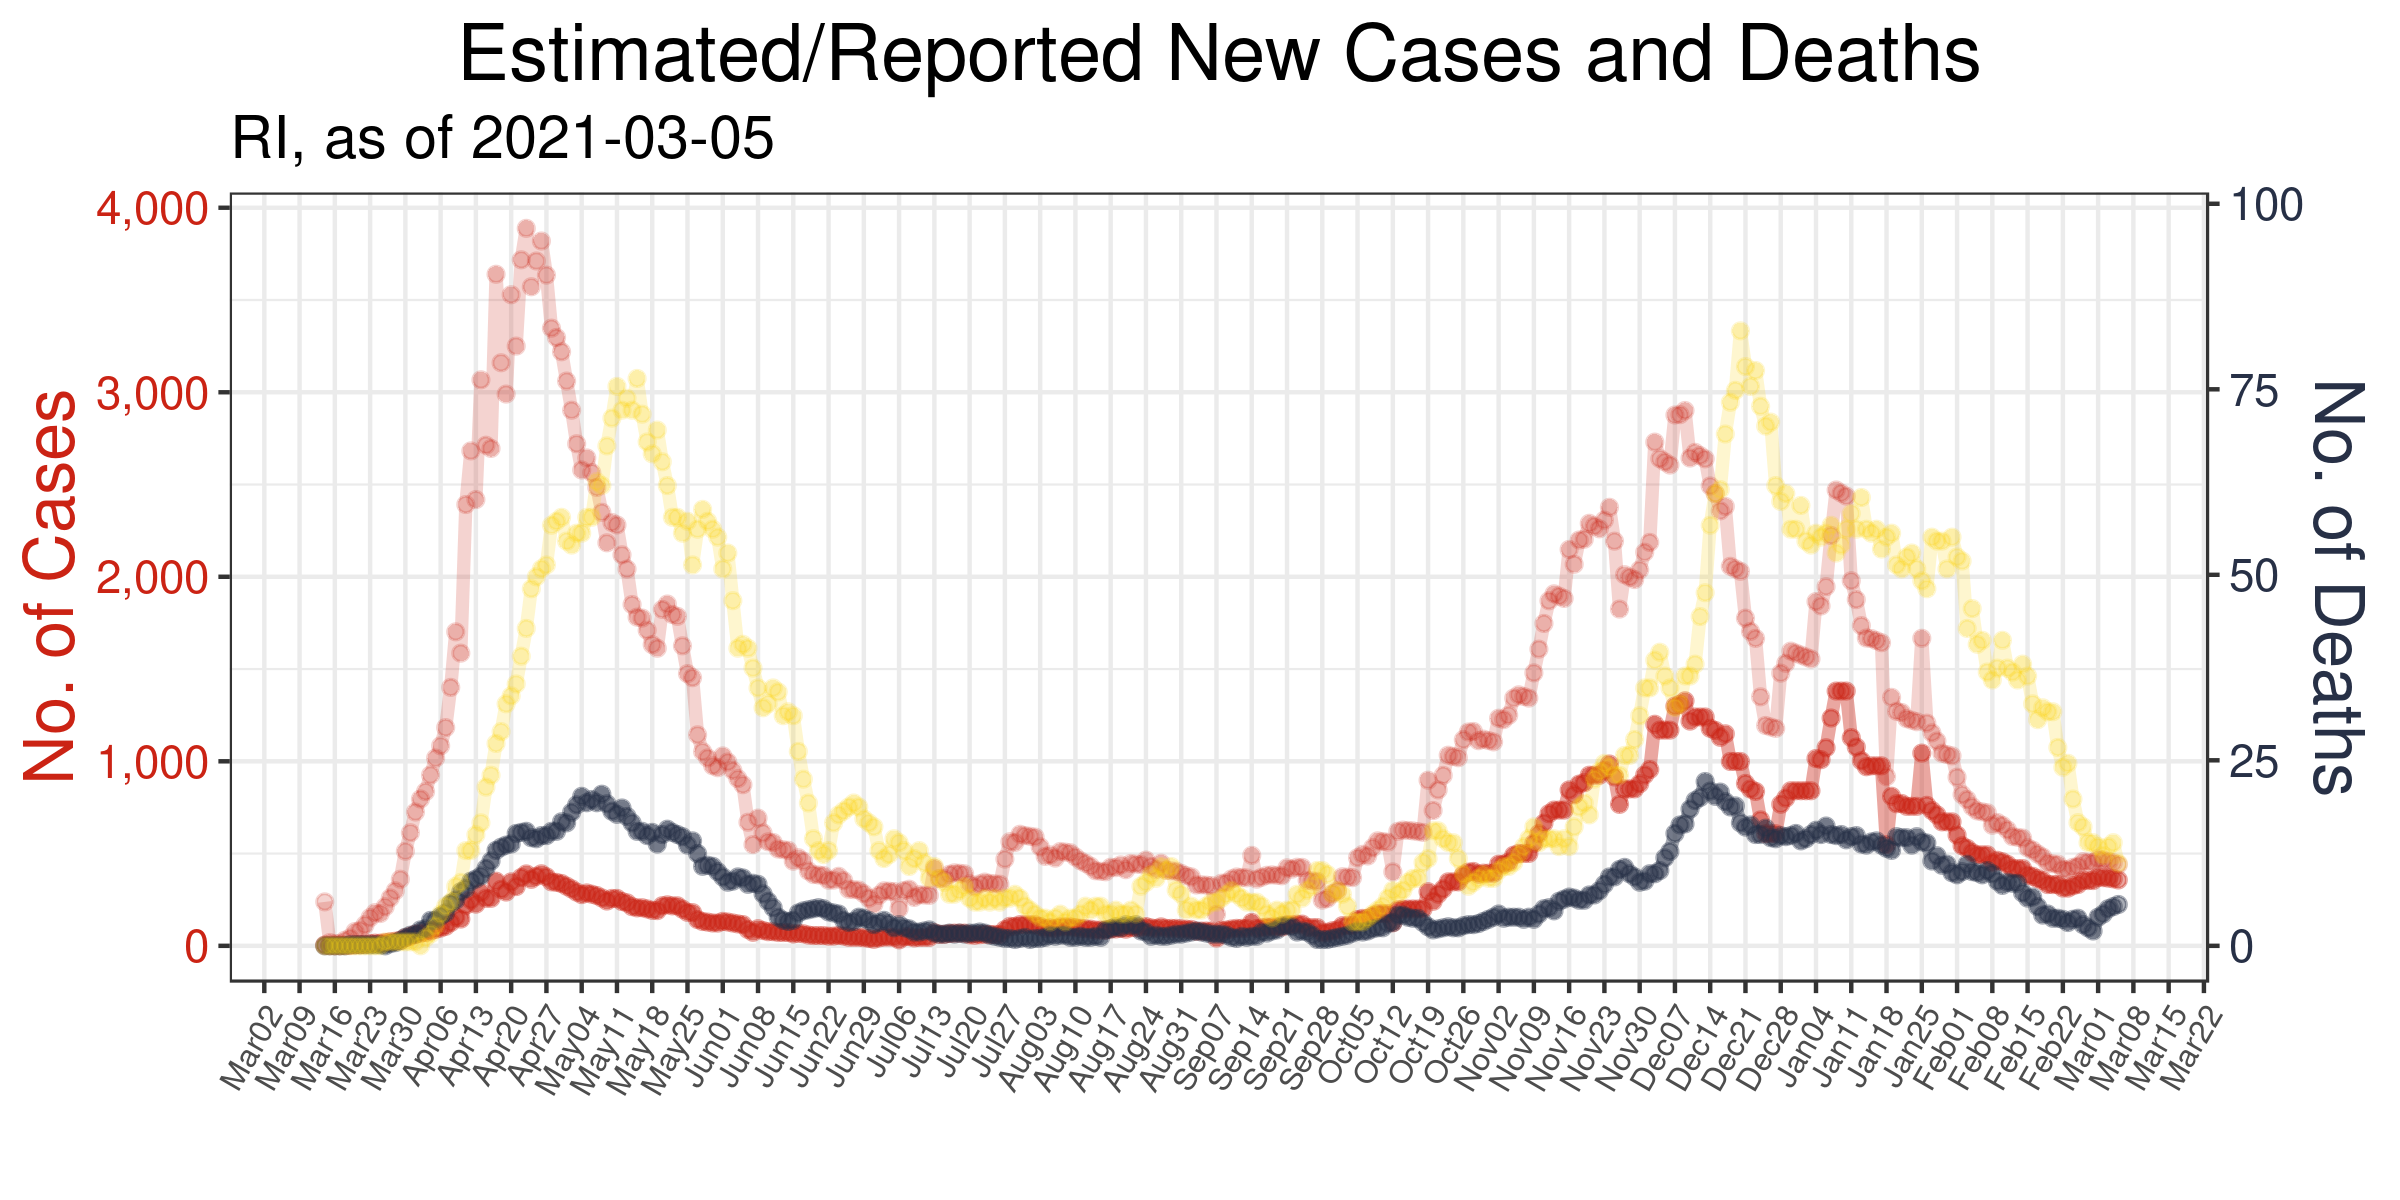 Estimated/Reported New Cases and Deaths
RI, as of 2021-03-05
No. of Cases
4,000
3,000
2,000
1,000
0
100
75
50
25
0
No. of Deaths
Mar02
Mar09
Mar16
Mar23
Mar30
Apr06
Apr13
Apr20
Apr27
May04
May11
May18
May25
Jun01
Jun08
Jun15
Jun22
Jun29
Jul06
Jul13
Jul20
Jul27
Aug03
Aug10
Aug17
Aug24
Aug31
Sep07
Sep14
Sep21
Sep28
Oct05
Oct12
Oct19
Oct26
Nov02
Nov09
Nov16
Nov23
Nov30
Dec07
Dec14
Dec21
Dec28
Jan04
Jan11
Jan18
Jan25
Feb01
Feb08
Feb15
Feb22
Mar01
Mar08
Mar15
Mar22